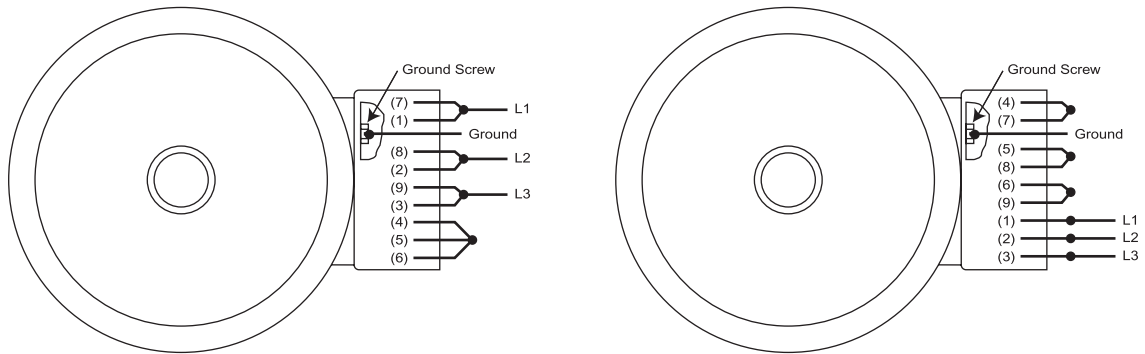 Ground Screw
(7)
(1)
L1
Ground
(8)
(2)
L2
(9)
(3)
L3
(4)
(5)
(6)
Ground Screw
(4)
(7)
Ground
(5)
(8)
(6)
(9)
(1) L1
(2) L2
(3) L3